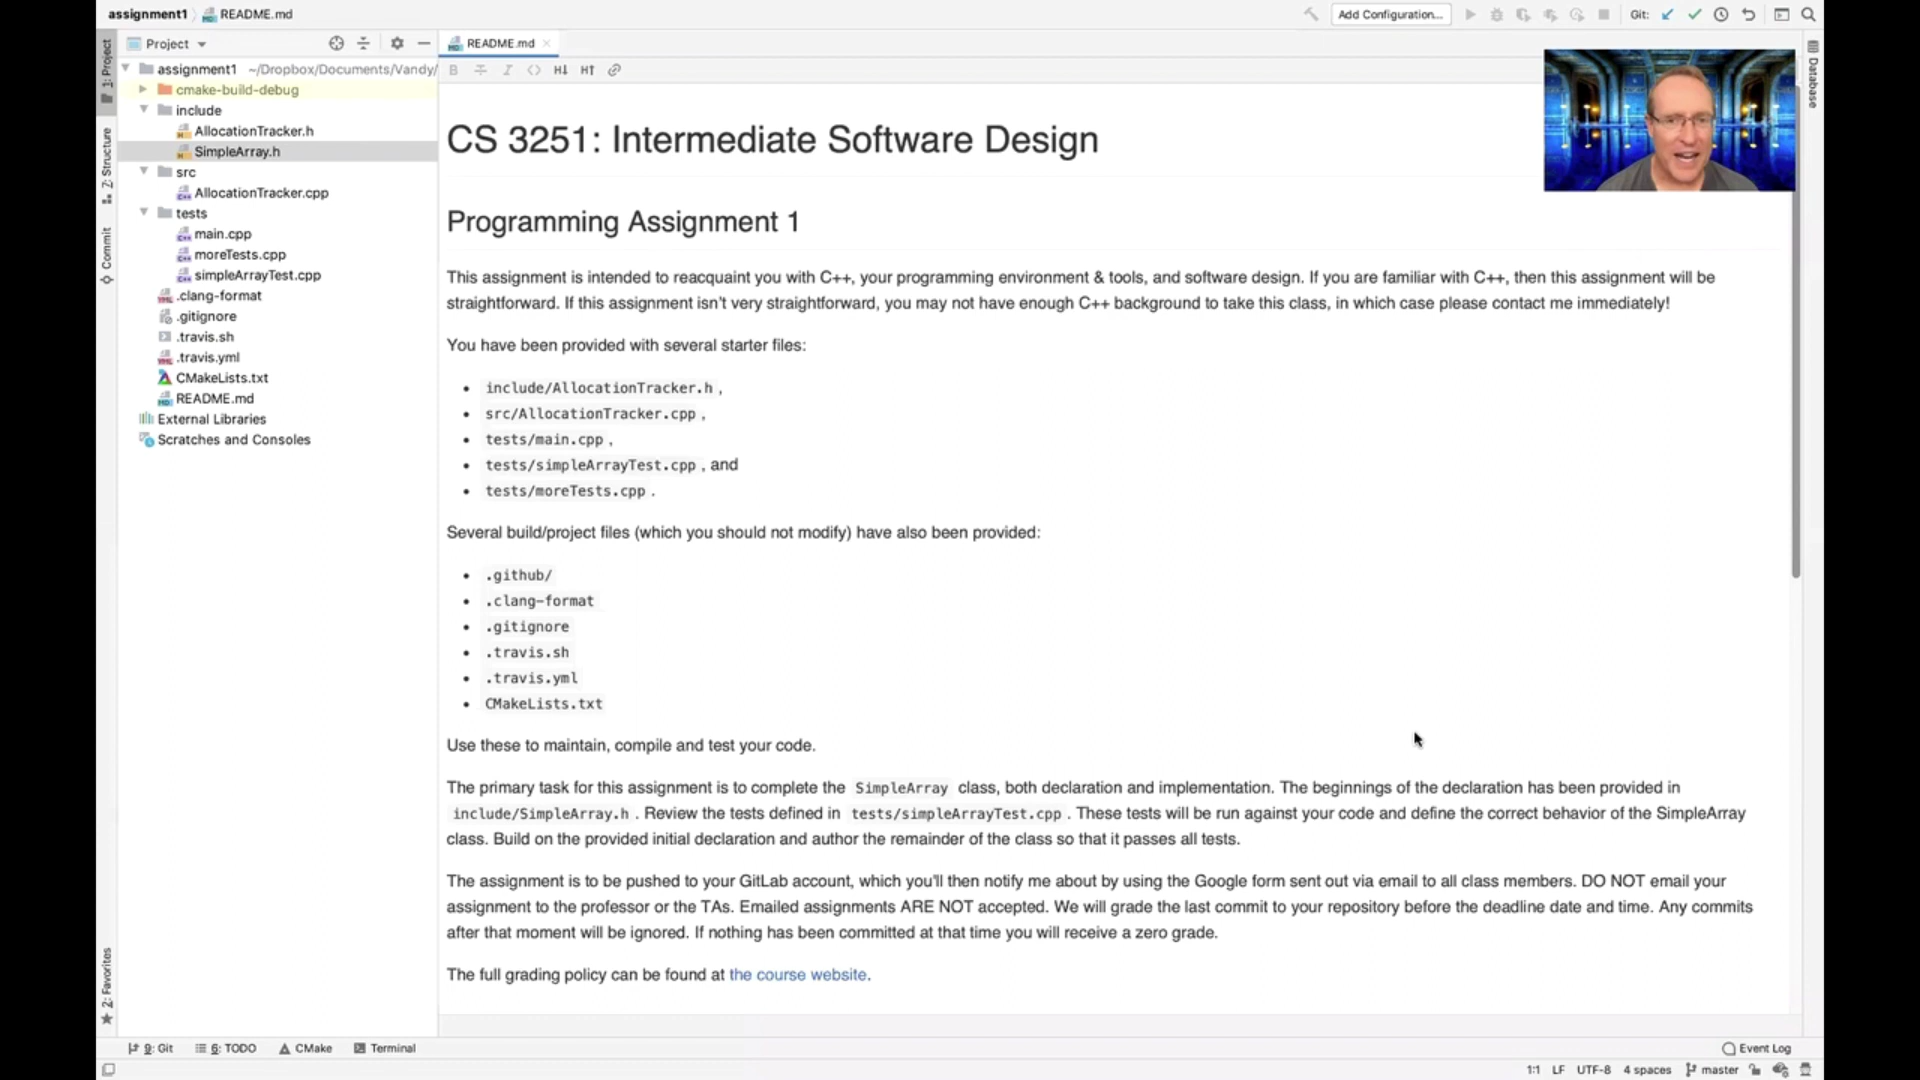 assignment1 README.md
Add Configuration...
Git:
1: Project
Project
README.md
assignment1 ~/Dropbox/Documents/Vandy/
cmake-build-debug
include
AllocationTracker.h
SimpleArray.h
src
AllocationTracker.cpp
tests
main.cpp
moreTests.cpp
simpleArrayTest.cpp
.clang-format
.gitignore
.travis.sh
.travis.yml
CMakeLists.txt
README.md
External Libraries
Scratches and Consoles
Z: Structure
Commit
2: Favorites
Database
CS 3251: Intermediate Software Design
Programming Assignment 1
This assignment is intended to reacquaint you with C++, your programming environment & tools, and software design. If you are familiar with C++, then this assignment will be
straightforward. If this assignment isn't very straightforward, you may not have enough C++ background to take this class, in which case please contact me immediately!
You have been provided with several starter files:
• include/AllocationTracker.h ,
• src/AllocationTracker.cpp ,
• tests/main.cpp ,
• tests/simpleArrayTest.cpp , and
• tests/moreTests.cpp .
Several build/project files (which you should not modify) have also been provided:
• .github/
• .clang-format
• .gitignore
• .travis.sh
• .travis.yml
• CMakeLists.txt
Use these to maintain, compile and test your code.
The primary task for this assignment is to complete the SimpleArray class, both declaration and implementation. The beginnings of the declaration has been provided in
include/SimpleArray.h . Review the tests defined in tests/simpleArrayTest.cpp . These tests will be run against your code and define the correct behavior of the SimpleArray
class. Build on the provided initial declaration and author the remainder of the class so that it passes all tests.
The assignment is to be pushed to your GitLab account, which you'll then notify me about by using the Google form sent out via email to all class members. DO NOT email your
assignment to the professor or the TAs. Emailed assignments ARE NOT accepted. We will grade the last commit to your repository before the deadline date and time. Any commits
after that moment will be ignored. If nothing has been committed at that time you will receive a zero grade.
The full grading policy can be found at the course website.
9: Git 6: TODO CMake Terminal
Event Log
1:1 LF UTF-8 4 spaces master